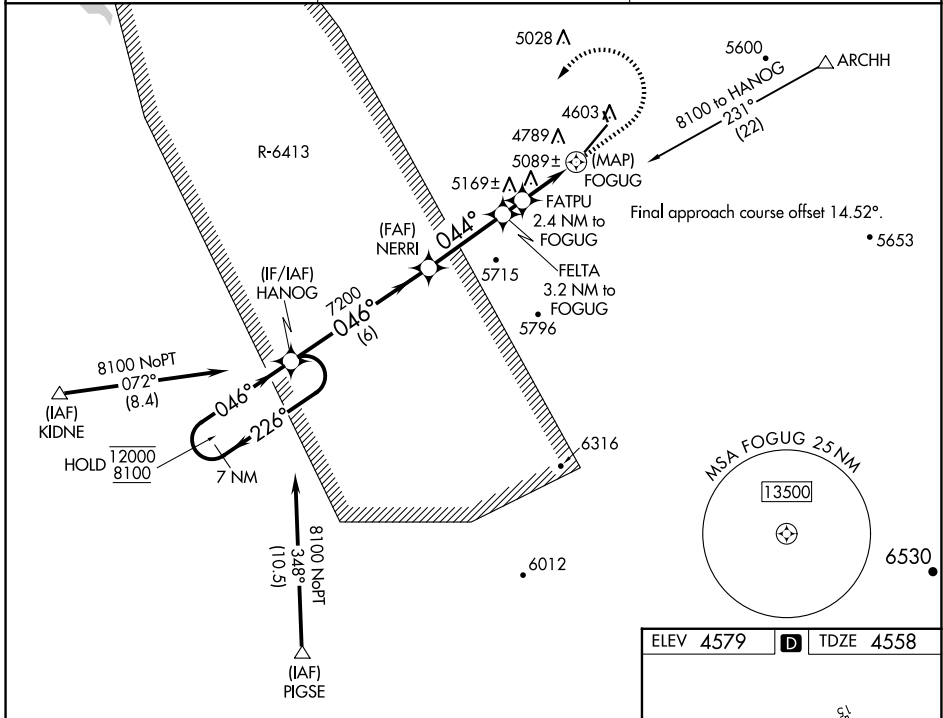 5028
5600
ARCHH
8100 to HANOG
231°
(22)
4603
4789
R-6413
5089±
(MAP)
FOGUG
5169±
FATPU
2.4 NM to
FOGUG
Final approach course offset 14.52°.
5653
(FAF)
NERRI
044°
FELTA
3.2 NM to
FOGUG
5715
5796
(IF/IAF)
HANOG
7200
046°
(6)
8100 NoPT
072°
(8.4)
(IAF)
KIDNE
046°
226°
HOLD 12000
8100
7 NM
6316
MSA FOGUG 25 NM
13500
8100 NoPT
348°
(10.5)
6012
6530
(IAF)
PIGSE
ELEV 4579 D TDZE 4558